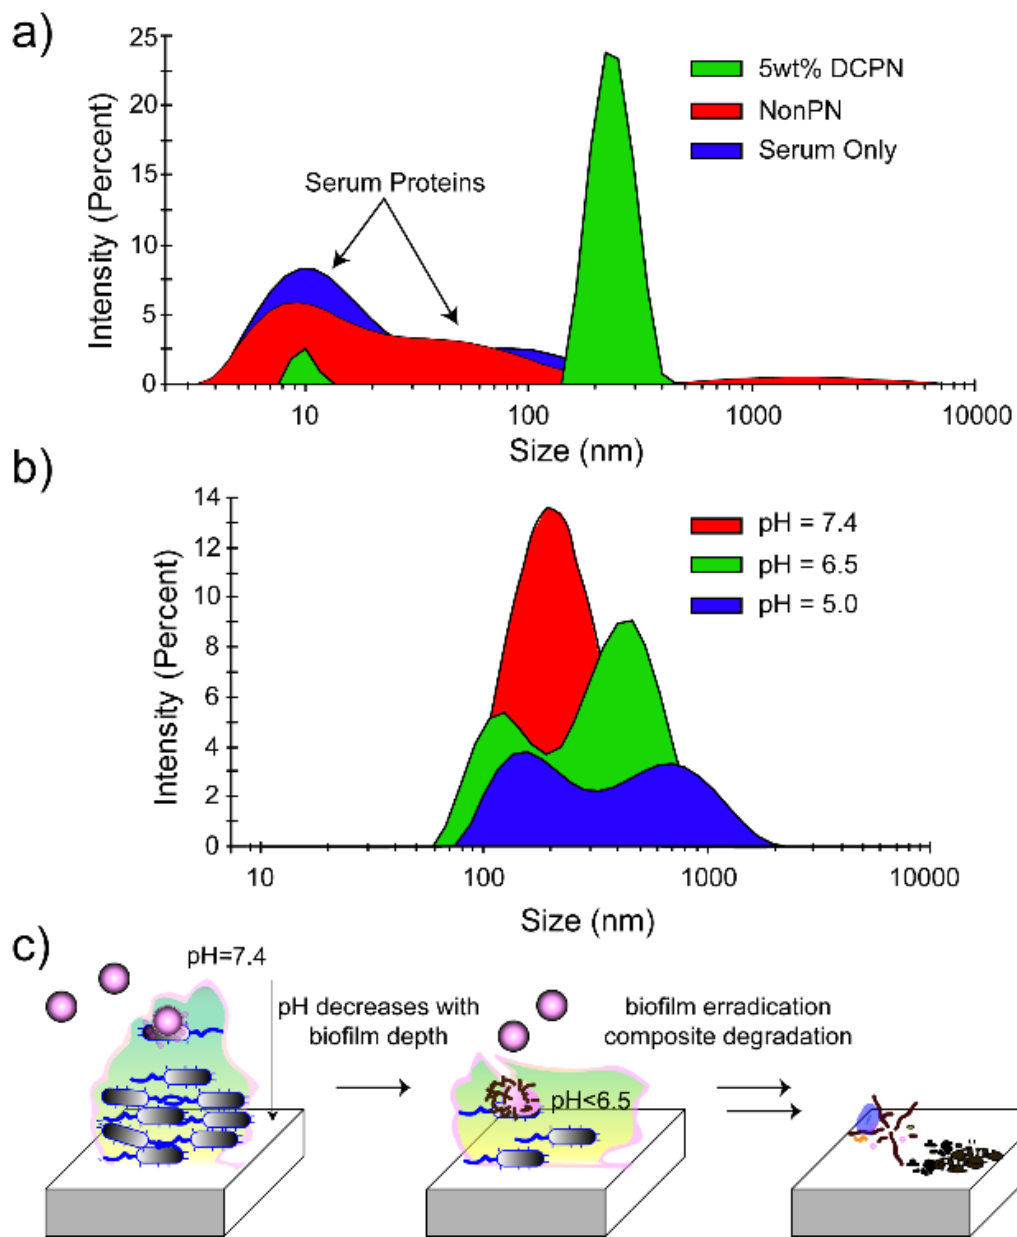 a)
25
20
15
10
5
0
Intensity (Percent)
5wt% DCPN
NonPN
Serum Only
Serum Proteins
10
100
1000
10000
Size (nm)
b)
14
12
10
8
6
4
2
0
Intensity (Percent)
pH = 7.4
pH = 6.5
pH = 5.0
10
100
1000
10000
Size (nm)
c)
pH=7.4
pH decreases with
biofilm depth
pH<6.5
biofilm erradication
composite degradation